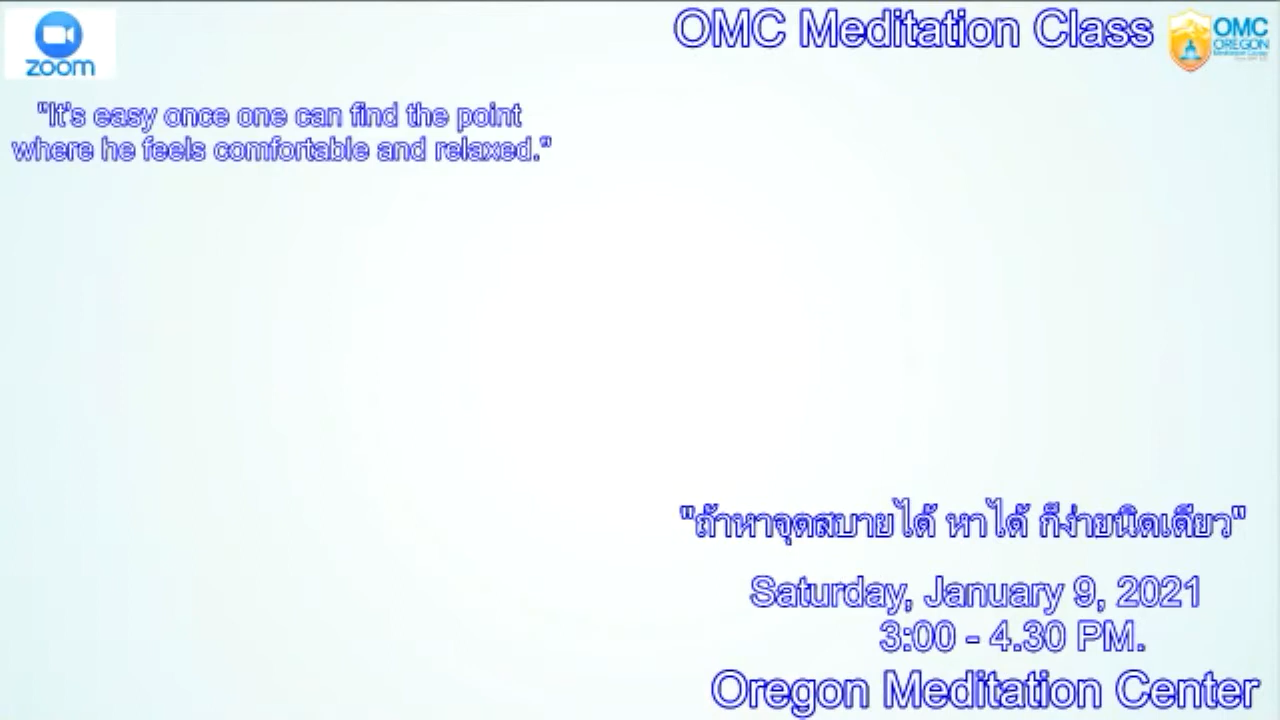 zoom
OMC Meditation Class
OMC
OREGON
"It's easy once one can find the point
where he feels comfortable and relaxed."
"ถ้าหาจุดสบายได้ หาได้ ก็ง่ายนิดเดียว"
Saturday, January 9, 2021
3:00 - 4.30 PM.
Oregon Meditation Center